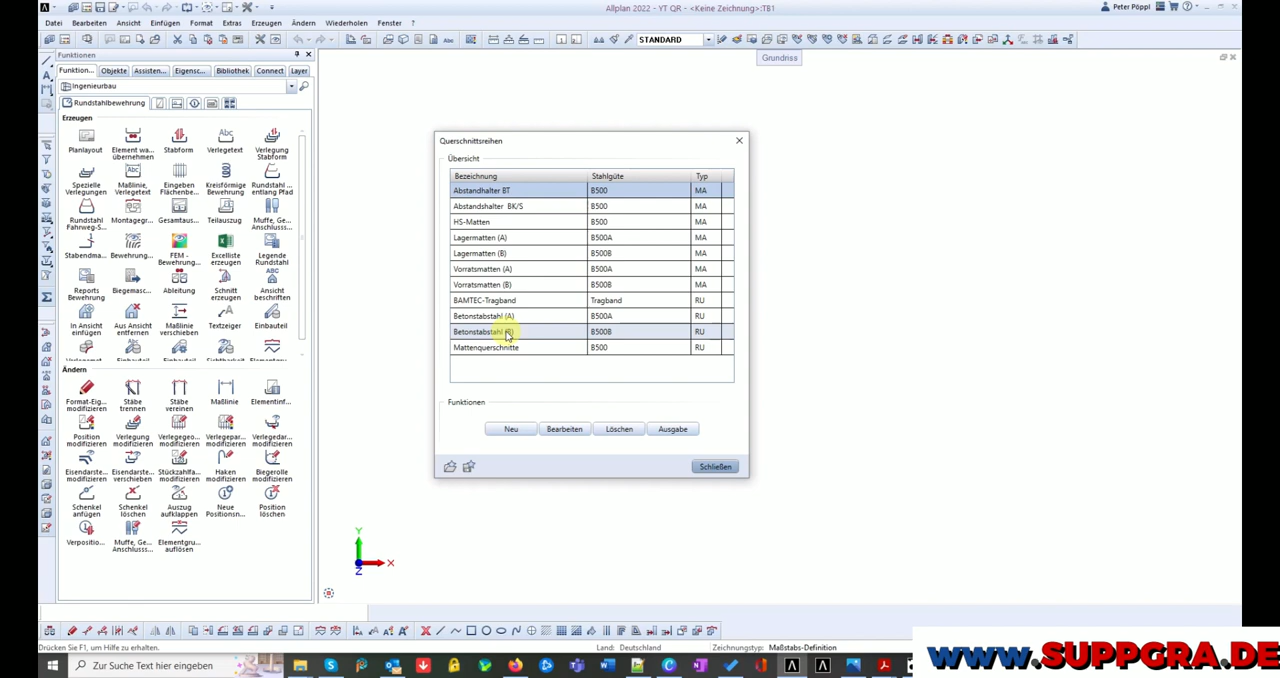 Allplan 2022 - YT QR - <Keine Zeichnung>:TB1
Peter Pöppl
Datei Bearbeiten Ansicht Einfügen Format Extras Erzeugen Ändern Wiederholen Fenster ?
STANDARD
Funktionen
Funktion... Objekte Assisten... Eigensc... Bibliothek Connect Layer
Ingenieurbau
Rundstahlbewehrung
Grundriss
Erzeugen
Planlayout Element wa... übernehmen Stabform Verlegetext Verlegung Stabform
Spezielle Verlegungen Maßlinie, Verlegetext Eingeben Flächenbe... Kreisförmige Bewehrung Rundstahl entlang Pfad
Rundstahl Fahrweg-S... Montagegr... Gesamtaus... Teilauszug Muffe, Ge... Anschlusss...
Stabendma... Bewehrung... FEM - Bewehrung... Excelliste erzeugen Legende Rundstahl
Reports Bewehrung Biegemasc... Ableitung Schnitt erzeugen Ansicht beschriften
In Ansicht einfügen Aus Ansicht entfernen Maßlinie verschieben Textzeiger Einbauteil
Ändern
Format-Eig... modifizieren Stäbe trennen Stäbe vereinen Maßlinie Elementinf...
Position modifizieren Verlegung modifizieren Verlegegeo... modifizieren Verlegepar... modifizieren Verlegedar... modifizieren
Eisendarste... modifizieren Eisendarste... verschieben Stückzahlfa... modifizieren Haken modifizieren Biegerolle modifizieren
Schenkel anfügen Schenkel löschen Auszug aufklappen Neue Positionsn... Position löschen
Verpositio... Muffe, Ge... Anschlusss... Elementgru... auflösen
Querschnittsreihen
Übersicht
Bezeichnung Stahlgüte Typ
Abstandhalter BT B500 MA
Abstandshalter BK/S B500 MA
HS-Matten B500 MA
Lagermatten (A) B500A MA
Lagermatten (B) B500B MA
Vorratsmatten (A) B500A MA
Vorratsmatten (B) B500B MA
BAMTEC-Tragband Tragband RU
Betonstabstahl (A) B500A RU
Betonstabstahl (B) B500B RU
Mattenquerschnitte B500 RU
Funktionen
Neu Bearbeiten Löschen Ausgabe
Schließen
Y
X
Z
Drücken Sie F1, um Hilfe zu erhalten.
Land: Deutschland
Zeichnungstyp: Maßstabs-Definition
Zur Suche Text hier eingeben
www.SUPPGRA.DE